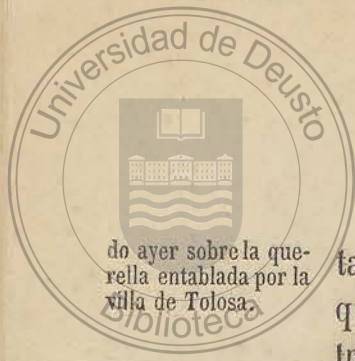 Universidad de Deusto
do ayer sobre la que-
rella entablada por la
villa de Tolosa.
Biblioteca